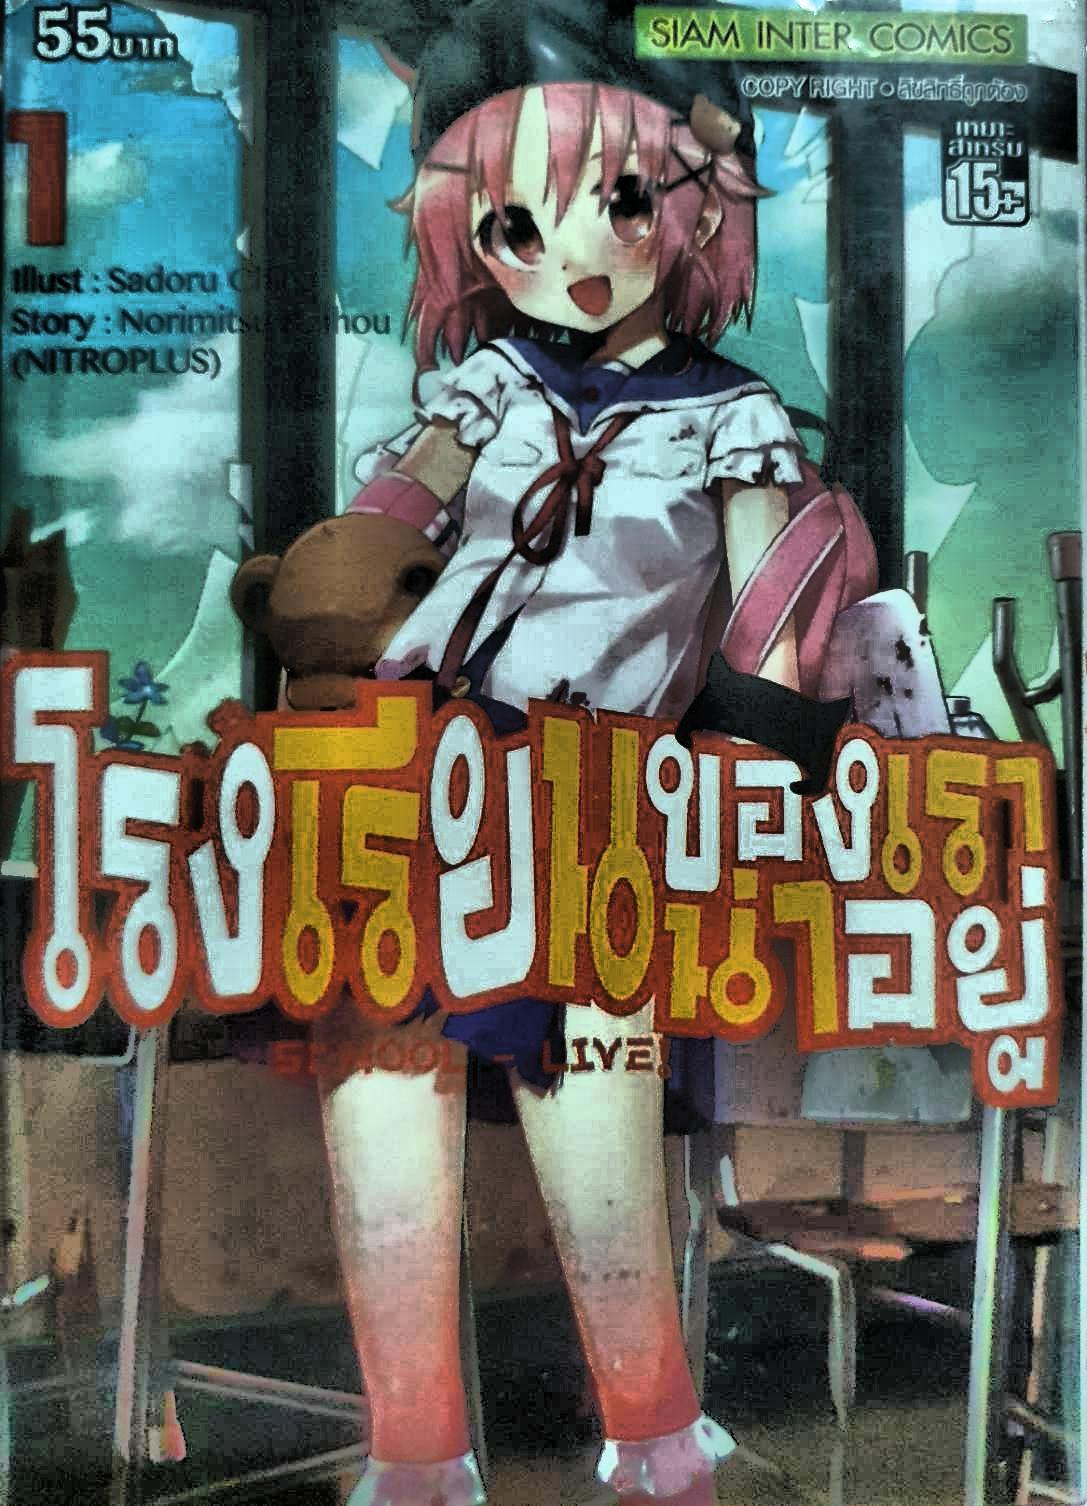 55บาท
SIAM INTER COMICS
COPY RIGHT • ลิขสิทธิ์ถูกต้อง
เหมาะ
สำหรับ
15+
1
Illust : Sadoru
Story : Norimitsu
(NITROPLUS)
โรงเรียนของเรา
น่าอยู่
SCHOOL - LIVE!